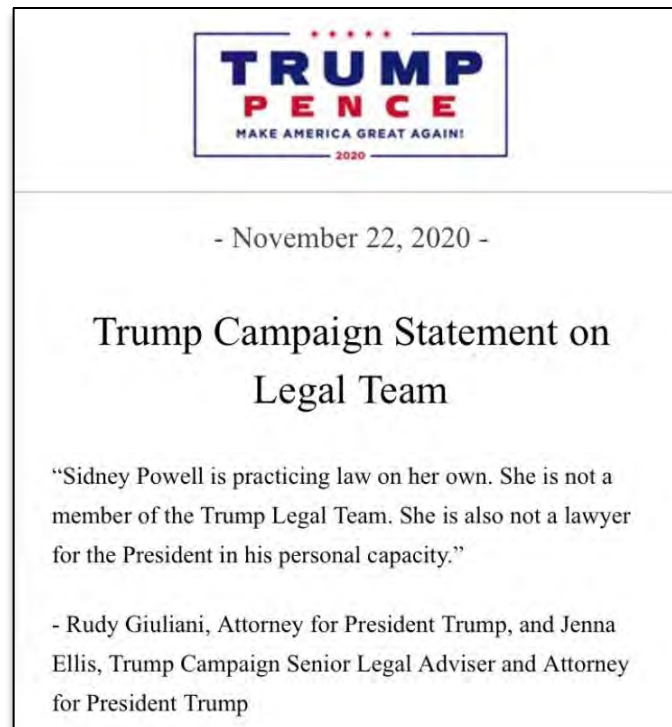 TRUMP
PENCE
MAKE AMERICA GREAT AGAIN!
2020
- November 22, 2020 -
Trump Campaign Statement on
Legal Team
“Sidney Powell is practicing law on her own. She is not a
member of the Trump Legal Team. She is also not a lawyer
for the President in his personal capacity.”
- Rudy Giuliani, Attorney for President Trump, and Jenna
Ellis, Trump Campaign Senior Legal Adviser and Attorney
for President Trump